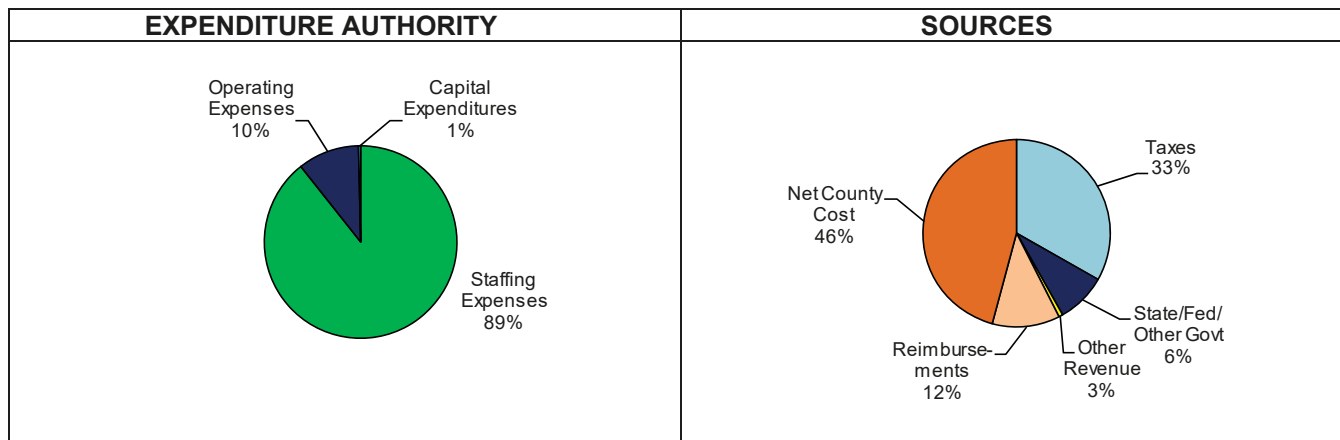 EXPENDITURE AUTHORITY
Operating
Expenses
10%
Capital
Expenditures
1%
Staffing
Expenses
89%
SOURCES
Taxes
33%
Net County
Cost
46%
State/Fed/
Other Govt
6%
Other
Revenue
3%
Reimburse-
ments
12%